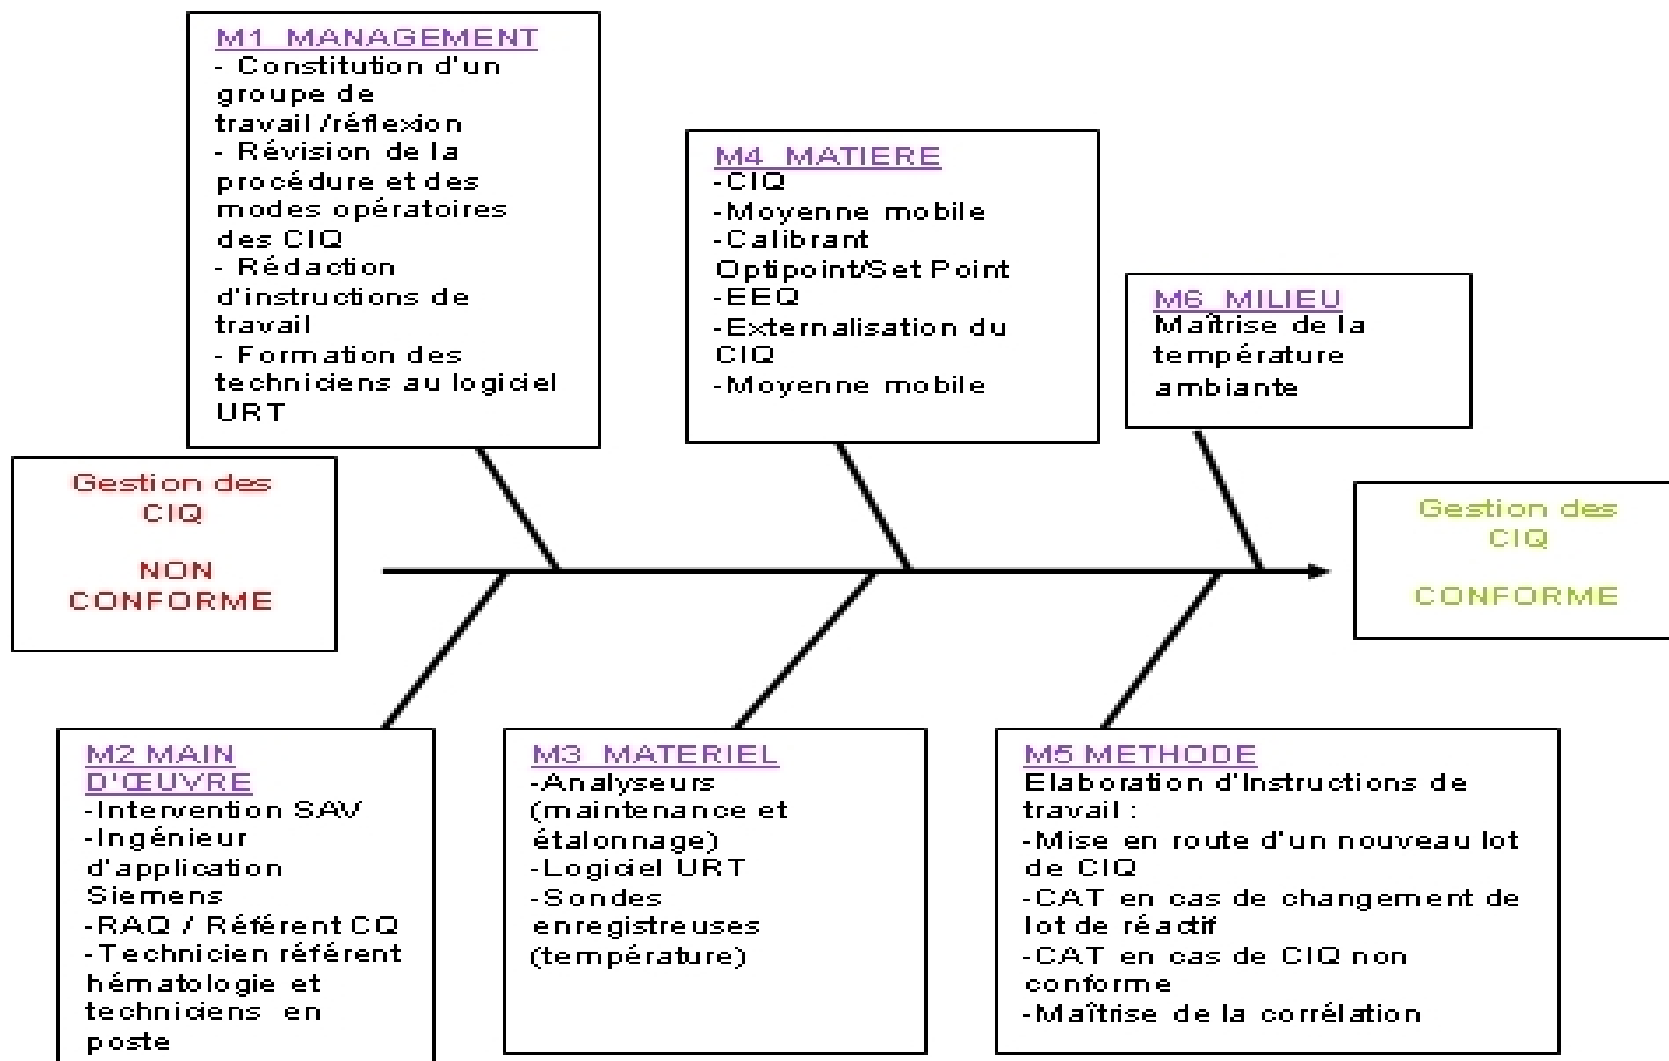 M1 MANAGEMENT
- Constitution d'un
groupe de
travail/réflexion
- Révision de la
procédure et des
modes opératoires
des CIQ
- Rédaction
d'instructions de
travail
- Formation des
techniciens au logiciel
URT
M4 MATIERE
-CIQ
-Moyenne mobile
-Calibrant
Optipoint/Set Point
-EEQ
-Externalisation du
CIQ
-Moyenne mobile
M6 MILIEU
Maîtrise de la
température
ambiante
Gestion des
CIQ
NON
CONFORME
Gestion des
CIQ
CONFORME
M2 MAIN
D'ŒUVRE
-Intervention SAV
-Ingénieur
d'application
Siemens
-RAQ / Référent CQ
-Technicien référent
hématologie et
techniciens en
poste
M3 MATERIEL
-Analyseurs
(maintenance et
étalonnage)
-Logiciel URT
-Sondes
enregistreuses
(température)
M5 METHODE
Elaboration d'Instructions de
travail :
-Mise en route d'un nouveau lot
de CIQ
-CAT en cas de changement de
lot de réactif
-CAT en cas de CIQ non
conforme
-Maîtrise de la corrélation